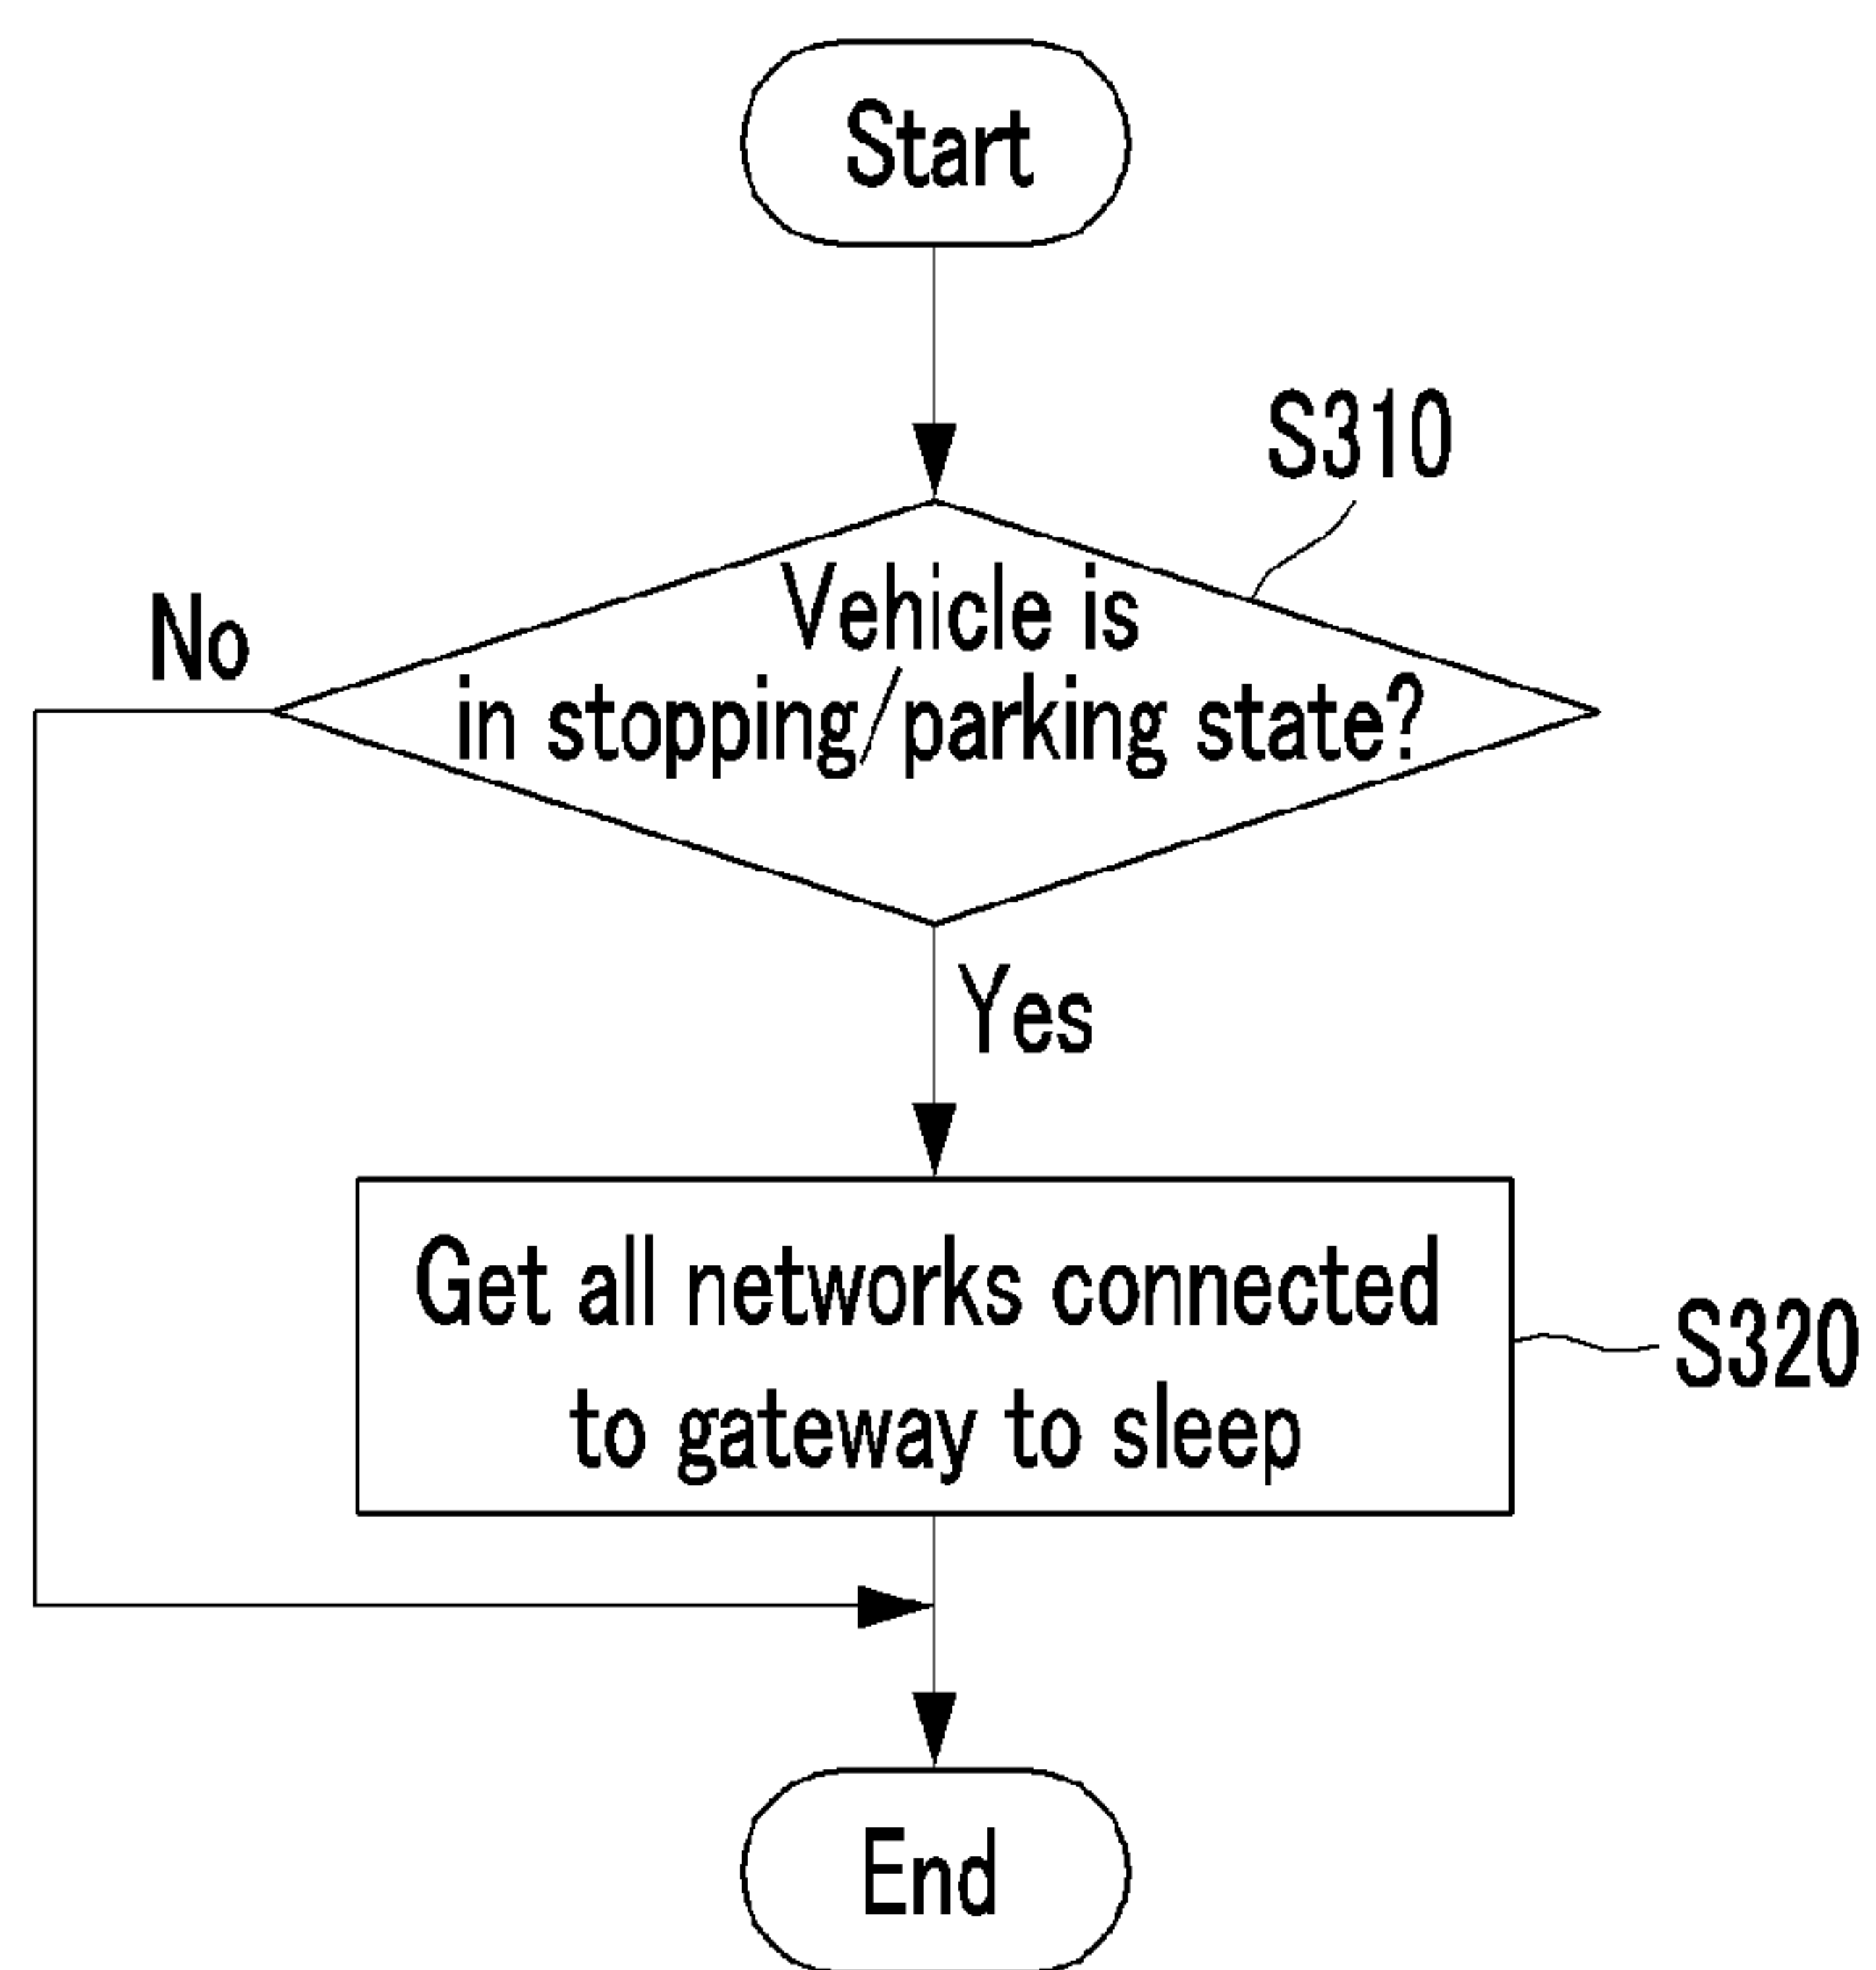 Start
S310
No
Vehicle is
in stopping/parking state?
Yes
Get all networks connected
to gateway to sleep
S320
End